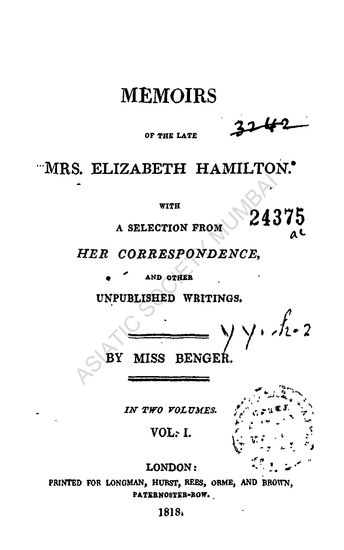 MEMOIRS
OF THE LATE
3242
MRS. ELIZABETH HAMILTON.
WITH
A SELECTION FROM
24375
HER CORRESPONDENCE,
AND OTHER
UNPUBLISHED WRITINGS.
BY MISS BENGER.
IN TWO VOLUMES.
VOL. I.
LONDON:
PRINTED FOR LONGMAN, HURST, REES, ORME, AND BROWN,
PATERNOSTER-ROW.
1818.
ASIATIC SOCIETY MUMBAI